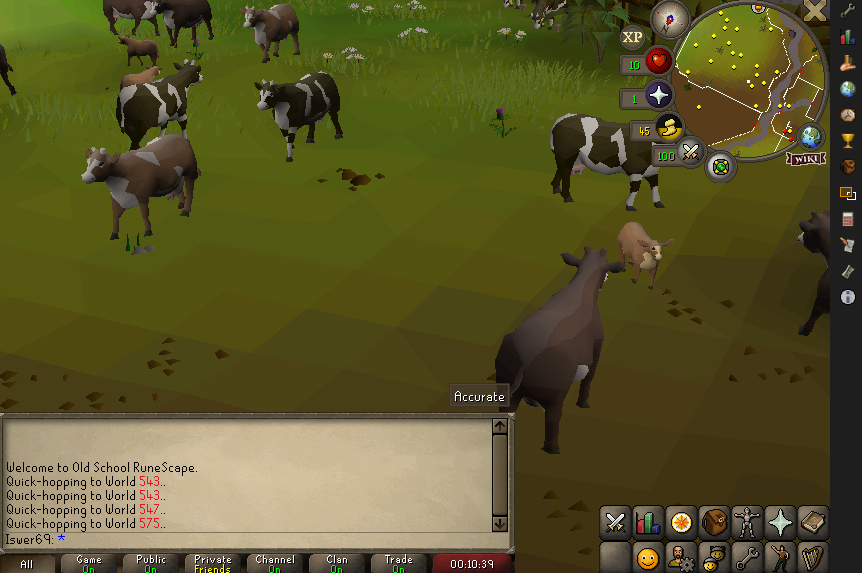 XP
10
1
45
100
WIKI
Accurate
Welcome to Old School RuneScape.
Quick-hopping to World 543..
Quick-hopping to World 543..
Quick-hopping to World 547..
Quick-hopping to World 575..
Iswer69: *
All
Game
On
Public
On
Private
Friends
Channel
On
Clan
On
Trade
On
00:10:39